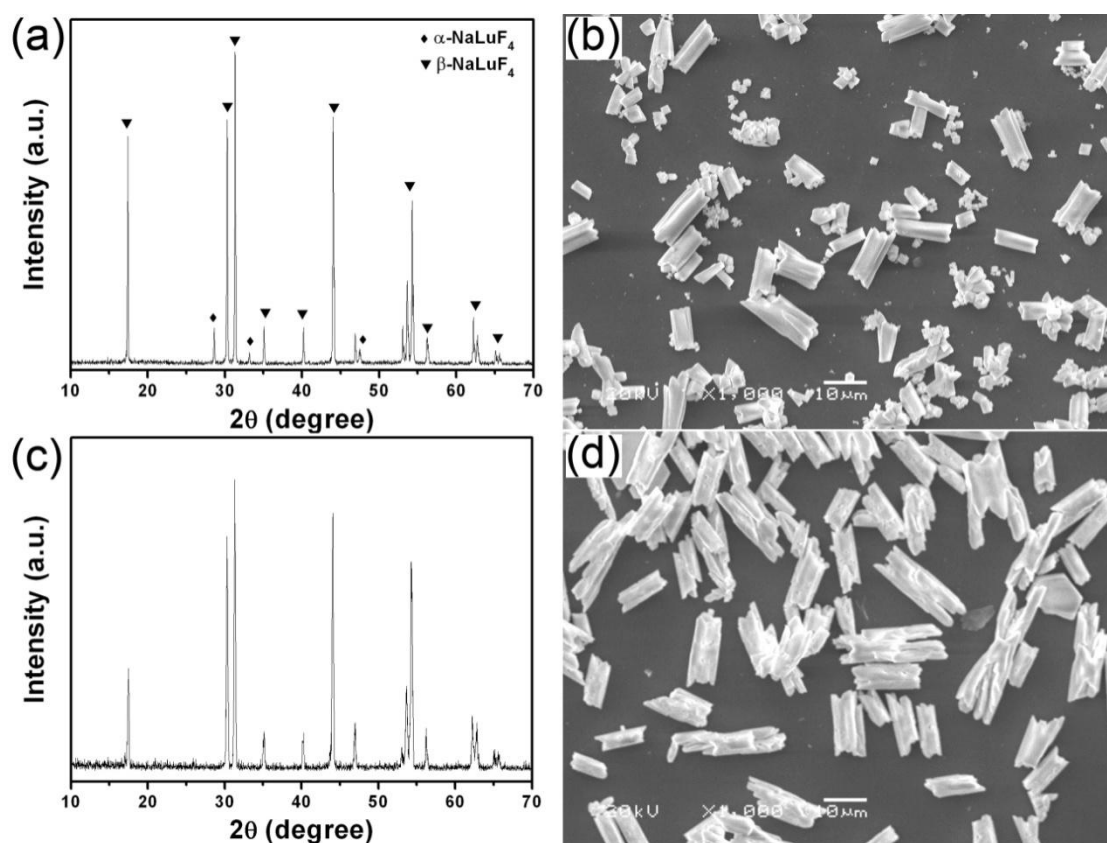 (a)
♦ α-NaLuF₄
▼ β-NaLuF₄
Intensity (a.u.)
10 20 30 40 50 60 70
2θ (degree)
(b)
20kV X1,000 10μm
(c)
Intensity (a.u.)
10 20 30 40 50 60 70
2θ (degree)
(d)
20kV X1,000 10μm